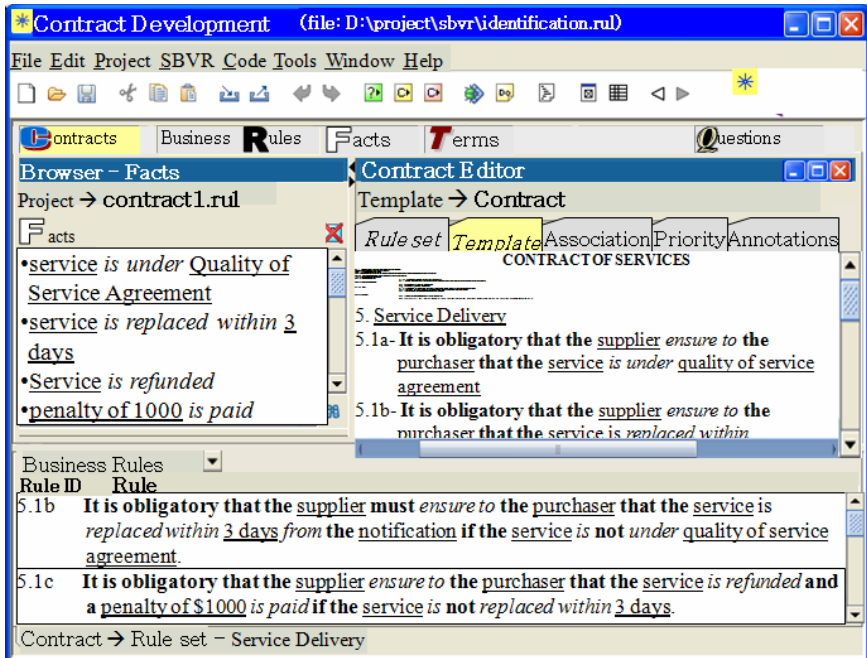 Contract Development (file: D:\project\sbvr\identification.rul)
File Edit Project SBVR Code Tools Window Help
Contracts Business Rules Facts Terms Questions
Browser – Facts
Project → contract1.rul
Facts
•service is under Quality of
Service Agreement
•service is replaced within 3
days
•Service is refunded
•penalty of 1000 is paid
Contract Editor
Template → Contract
Rule set Template Association Priority Annotations
CONTRACT OF SERVICES
5. Service Delivery
5.1a- It is obligatory that the supplier ensure to the
purchaser that the service is under quality of service
agreement
5.1b- It is obligatory that the supplier ensure to the
purchaser that the service is replaced within
Business Rules
Rule ID Rule
5.1b It is obligatory that the supplier must ensure to the purchaser that the service is
replaced within 3 days from the notification if the service is not under quality of service
agreement.
5.1c It is obligatory that the supplier ensure to the purchaser that the service is refunded and
a penalty of $1000 is paid if the service is not replaced within 3 days.
Contract → Rule set – Service Delivery